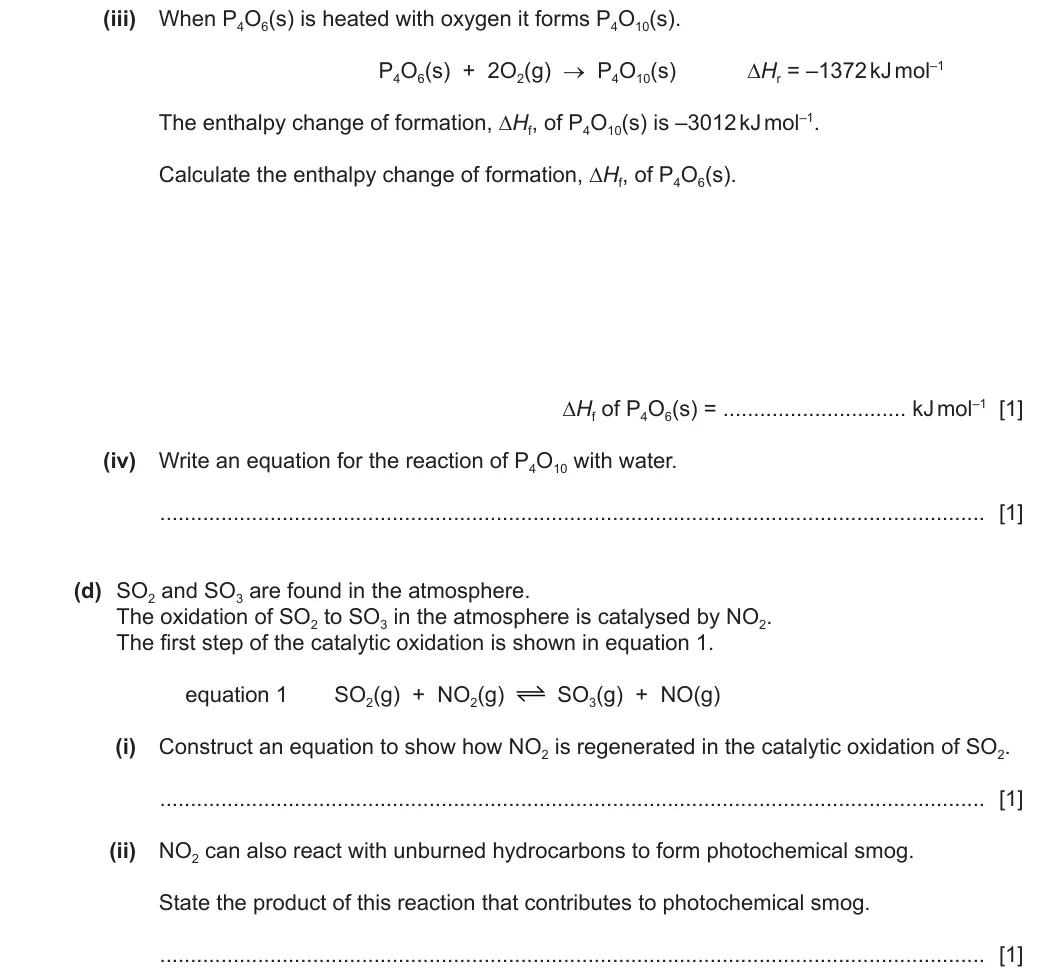 (iii) When P₄O₆(s) is heated with oxygen it forms P₄O₁₀(s).
P₄O₆(s) + 2O₂(g) → P₄O₁₀(s) ΔHᵣ = –1372 kJ mol⁻¹
The enthalpy change of formation, ΔH_f, of P₄O₁₀(s) is –3012 kJ mol⁻¹.
Calculate the enthalpy change of formation, ΔH_f, of P₄O₆(s).
ΔH_f of P₄O₆(s) = .............................. kJ mol⁻¹ [1]
(iv) Write an equation for the reaction of P₄O₁₀ with water.
....................................................................................................................................... [1]
(d) SO₂ and SO₃ are found in the atmosphere.
The oxidation of SO₂ to SO₃ in the atmosphere is catalysed by NO₂.
The first step of the catalytic oxidation is shown in equation 1.
equation 1 SO₂(g) + NO₂(g) ⇌ SO₃(g) + NO(g)
(i) Construct an equation to show how NO₂ is regenerated in the catalytic oxidation of SO₂.
....................................................................................................................................... [1]
(ii) NO₂ can also react with unburned hydrocarbons to form photochemical smog.
State the product of this reaction that contributes to photochemical smog.
....................................................................................................................................... [1]